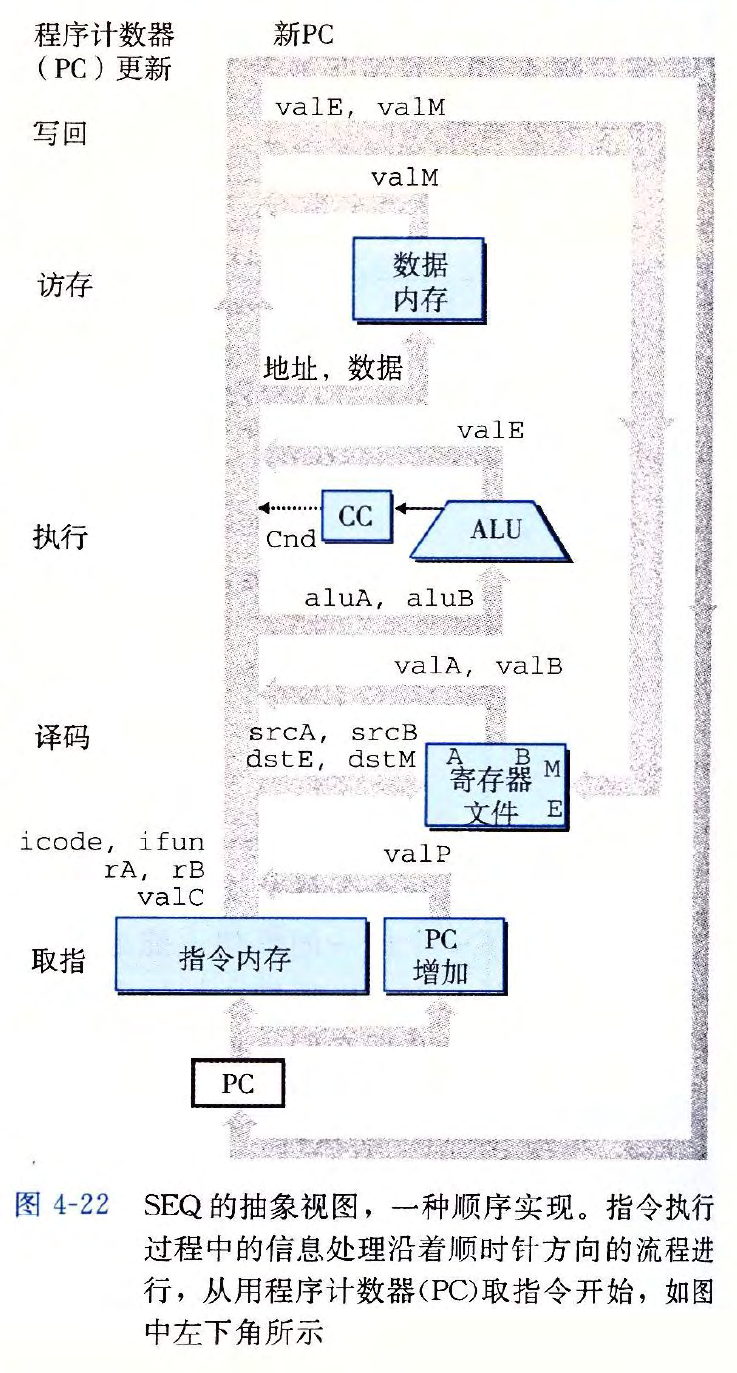 程序计数器 新PC
(PC)更新
valE, valM
写回
valM
数据
内存
访存
地址，数据
valE
CC
ALU
Cnd
执行
aluA, aluB
valA, valB
译码
srcA, srcB
dstE, dstM
A B M
寄存器
文件 E
icode, ifun
rA, rB
valC
valP
取指
指令内存
PC
增加
PC
图 4-22 SEQ的抽象视图，一种顺序实现。指令执行
过程中的信息处理沿着顺时针方向的流程进
行，从用程序计数器(PC)取指令开始，如图
中左下角所示